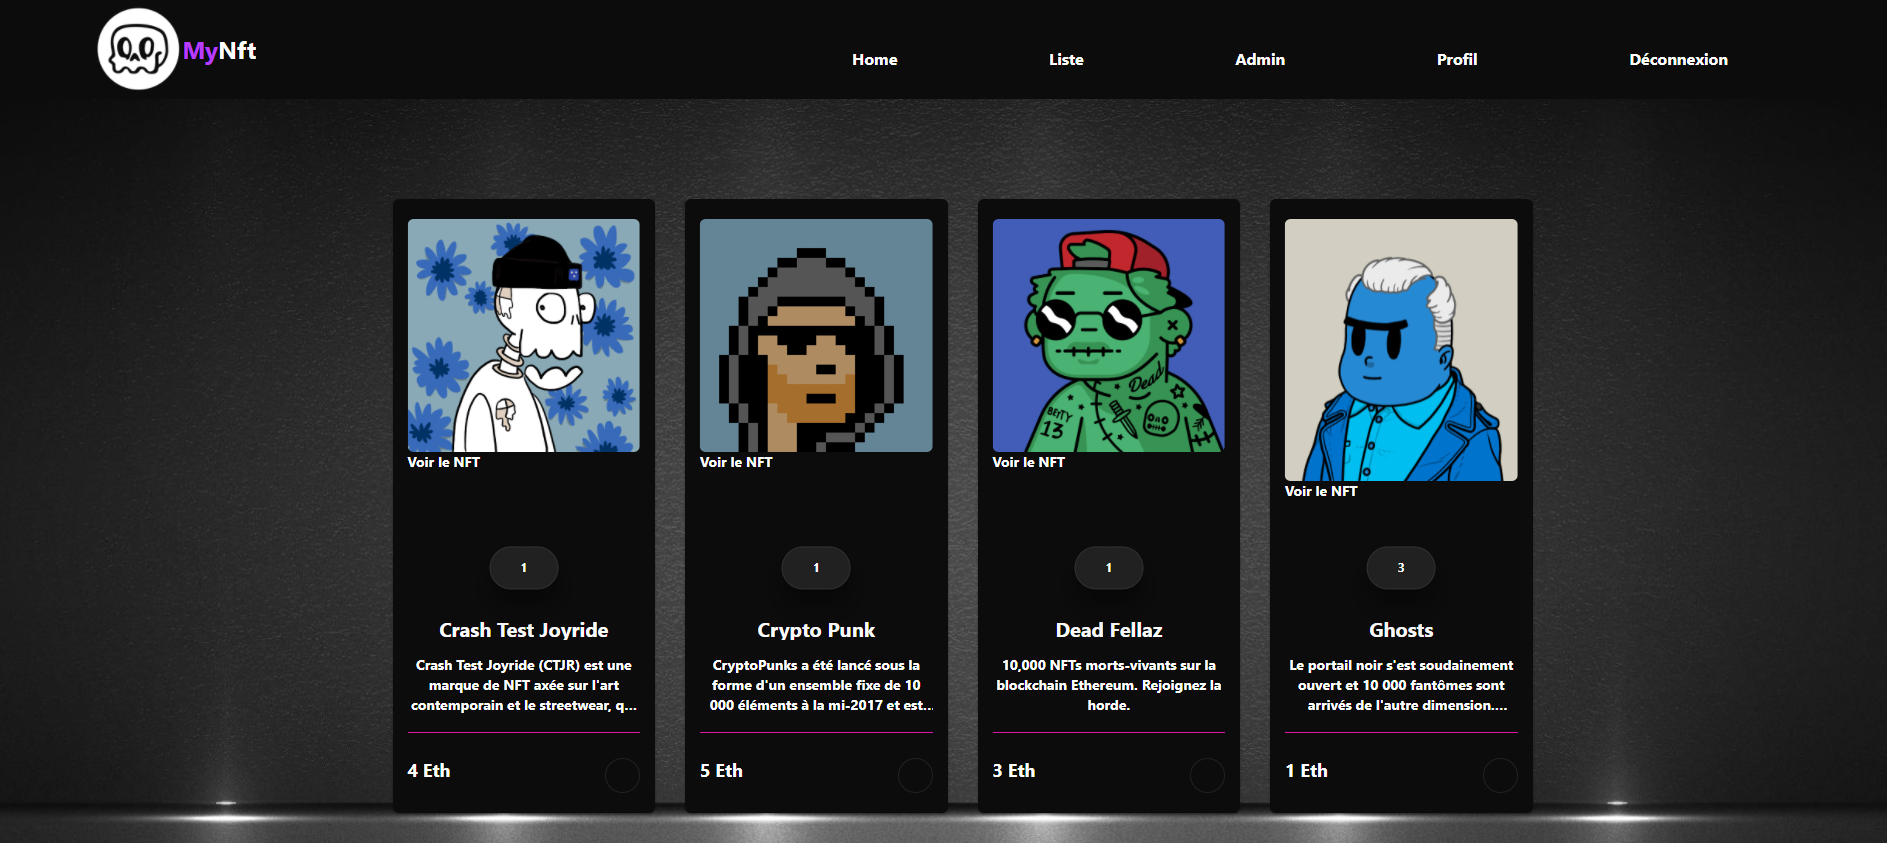 MyNft
Home
Liste
Admin
Profil
Déconnexion
Voir le NFT
1
Crash Test Joyride
Crash Test Joyride (CTJR) est une
marque de NFT axée sur l'art
contemporain et le streetwear, q...
4 Eth
Voir le NFT
1
Crypto Punk
CryptoPunks a été lancé sous la
forme d'un ensemble fixe de 10
000 éléments à la mi-2017 et est...
5 Eth
Dead
BEITY
13
Voir le NFT
1
Dead Fellaz
10,000 NFTs morts-vivants sur la
blockchain Ethereum. Rejoignez la
horde.
3 Eth
Voir le NFT
3
Ghosts
Le portail noir s'est soudainement
ouvert et 10 000 fantômes sont
arrivés de l'autre dimension....
1 Eth